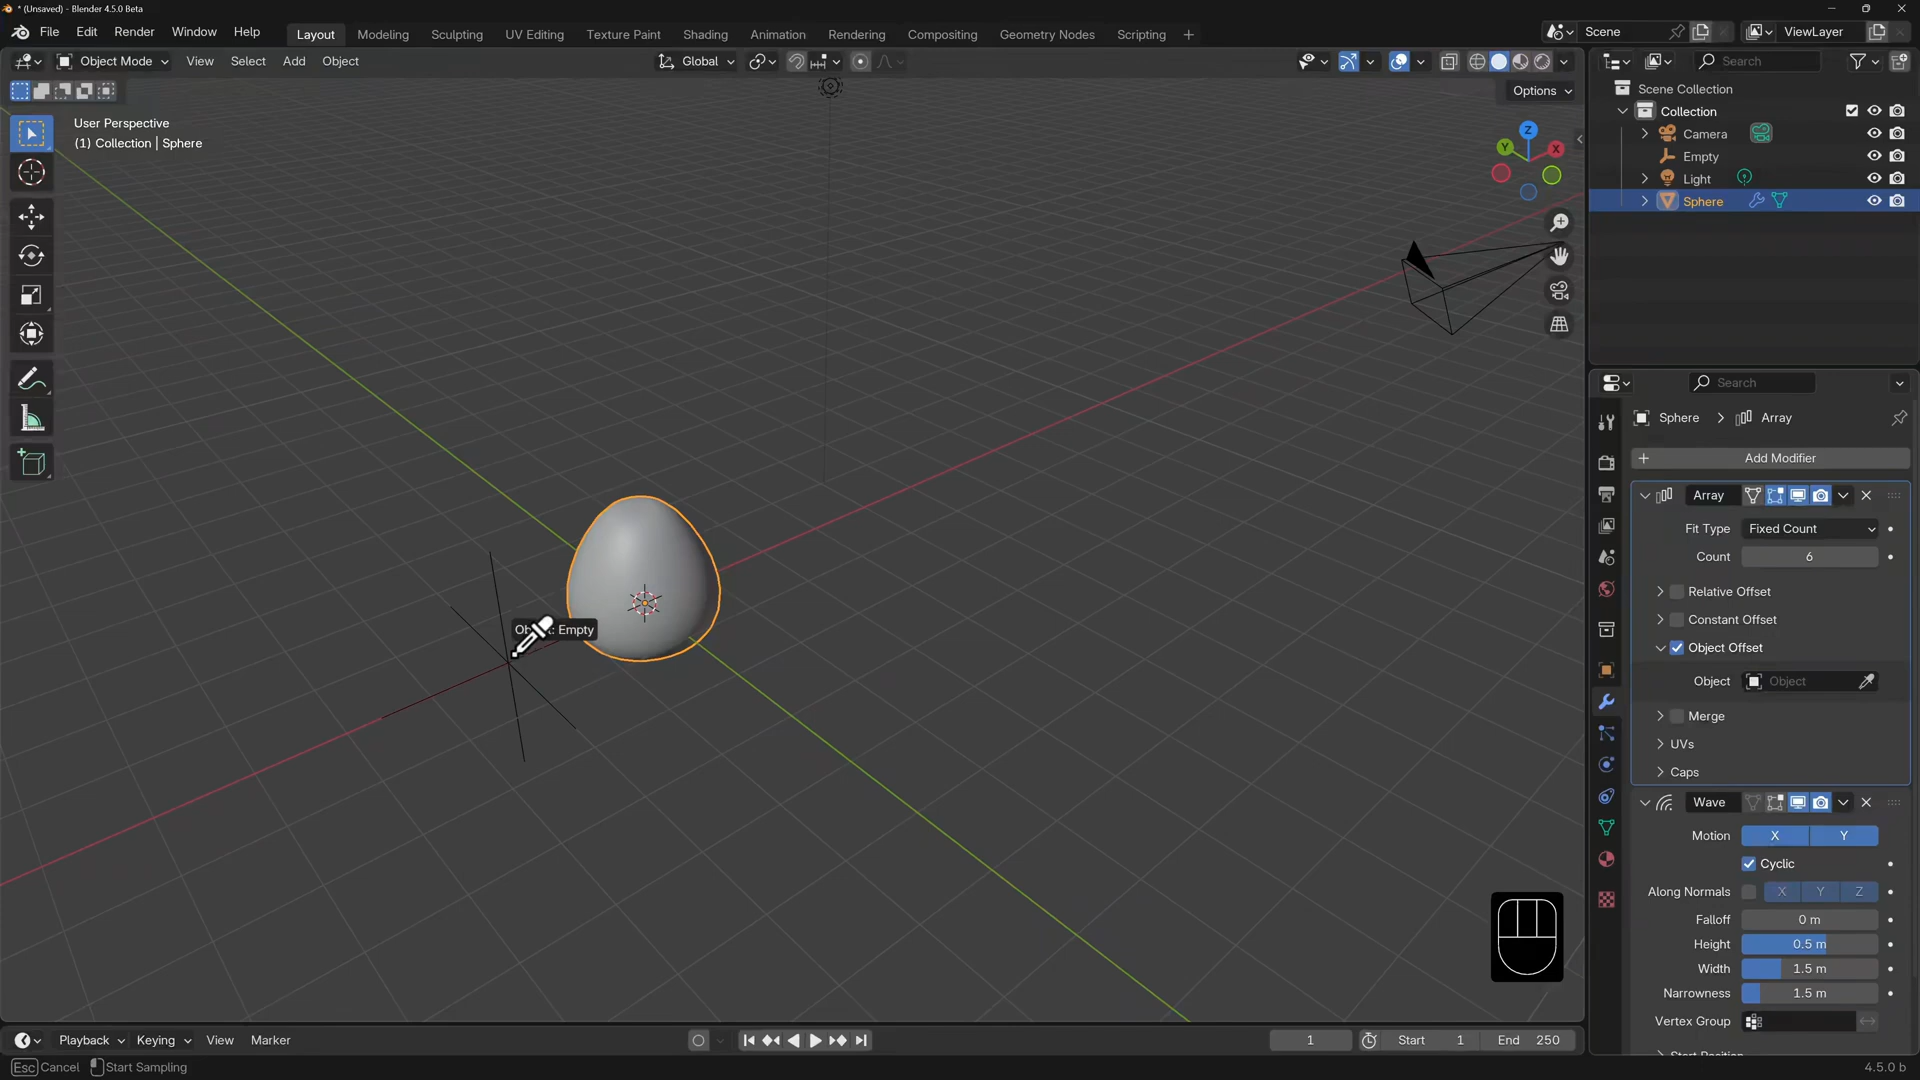 * (Unsaved) - Blender 4.5.0 Beta
File Edit Render Window Help
Layout Modeling Sculpting UV Editing Texture Paint Shading Animation Rendering Compositing Geometry Nodes Scripting +
Scene ViewLayer
Object Mode View Select Add Object
Global
Search
Options
User Perspective
(1) Collection | Sphere
Z
Y
X
Scene Collection
Collection
Camera
Empty
Light
Sphere
Search
Sphere > Array
+ Add Modifier
Array
Fit Type Fixed Count
Count 6
Relative Offset
Constant Offset
Object Offset
Object Object
Merge
UVs
Caps
Empty
Wave
Motion X Y
Cyclic
Along Normals X Y Z
Falloff 0 m
Height 0.5 m
Width 1.5 m
Narrowness 1.5 m
Vertex Group
Playback Keying View Marker
1 Start 1 End 250
Esc Cancel Start Sampling
4.5.0 b